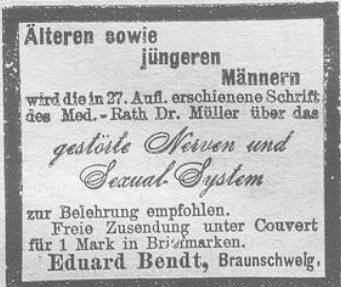 Älteren sowie
jüngeren
Männern
wird die in 27. Aufl. erschienene Schrift
des Med.-Rath Dr. Müller über das
gestörte Nerven und
Sexual-System
zur Belehrung empfohlen.
Freie Zusendung unter Couvert
für 1 Mark in Briefmarken.
Eduard Bendt, Braunschweig.